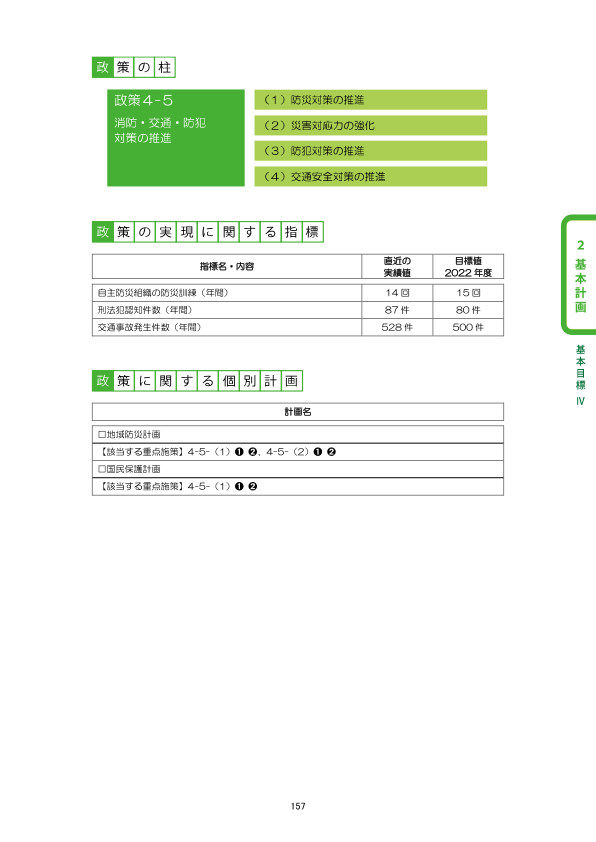 政策の柱
政策4-5
消防・交通・防犯
対策の推進
（1）防災対策の推進
（2）災害対応力の強化
（3）防犯対策の推進
（4）交通安全対策の推進
政策の実現に関する指標
指標名・内容
直近の
実績値
目標値
2022年度
自主防災組織の防災訓練（年間） 14回 15回
刑法犯認知件数（年間） 87件 80件
交通事故発生件数（年間） 528件 500件
政策に関する個別計画
計画名
□地域防災計画
【該当する重点施策】4-5-（1）❶ ❷、4-5-（2）❶ ❷
□国民保護計画
【該当する重点施策】4-5-（1）❶ ❷
2
基本計画
基本目標
Ⅳ
157